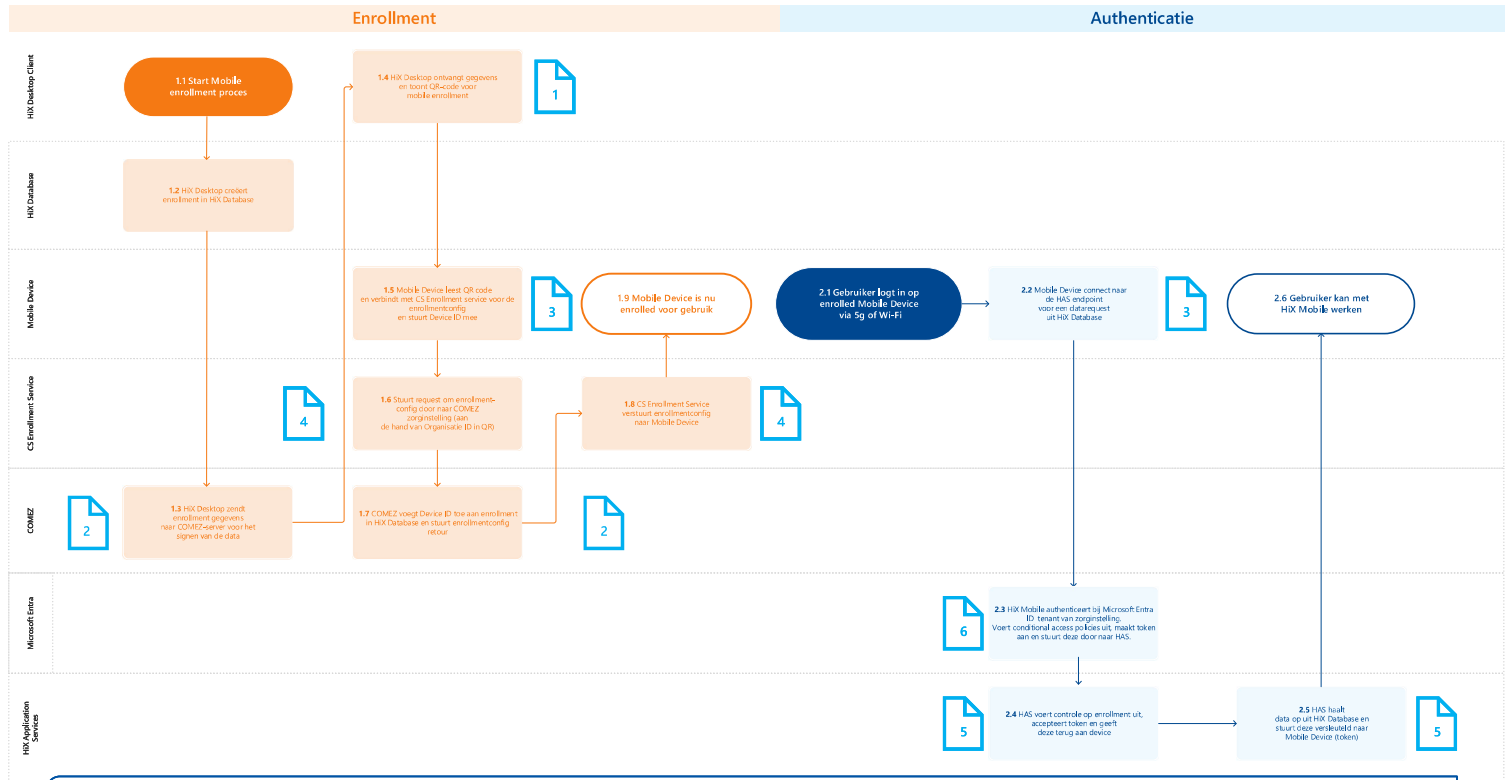 Enrollment
Authenticatie
HiX Desktop Client
1.1 Start Mobile
enrollment proces
1.4 HiX Desktop ontvangt gegevens
en toont QR-code voor
mobile enrollment
1
HiX Database
1.2 HiX Desktop creëert
enrollment in HiX Database
Mobile Device
1.5 Mobile Device leest QR code
en verbindt met CS Enrollment service voor de
enrollmentconfig
en stuurt Device ID mee
3
1.9 Mobile Device is nu
enrolled voor gebruik
2.1 Gebruiker logt in op
enrolled Mobile Device
via 5g of Wi-Fi
2.2 Mobile Device connect naar
de HAS endpoint
voor een datarequest
uit HiX Database
3
2.6 Gebruiker kan met
HiX Mobile werken
CS Enrollment Service
4
1.6 Stuurt request om enrollment-
config door naar COMEZ
zorginstelling (aan
de hand van Organisatie ID in QR)
1.8 CS Enrollment Service
verstuurt enrollmentconfig
naar Mobile Device
4
COMEZ
2
1.3 HiX Desktop zendt
enrollment gegevens
naar COMEZ-server voor het
signen van de data
1.7 COMEZ voegt Device ID toe aan enrollment
in HiX Database en stuurt enrollmentconfig
retour
2
Microsoft Entra
6
2.3 HiX Mobile authenticeert bij Microsoft Entra
ID tenant van zorginstelling.
Voert conditional access policies uit, maakt token
aan en stuurt deze door naar HAS.
HiX Application
Services
5
2.4 HAS voert controle op enrollment uit,
accepteert token en geeft
deze terug aan device
2.5 HAS haalt
data op uit HiX Database en
stuurt deze versleuteld naar
Mobile Device (token)
5